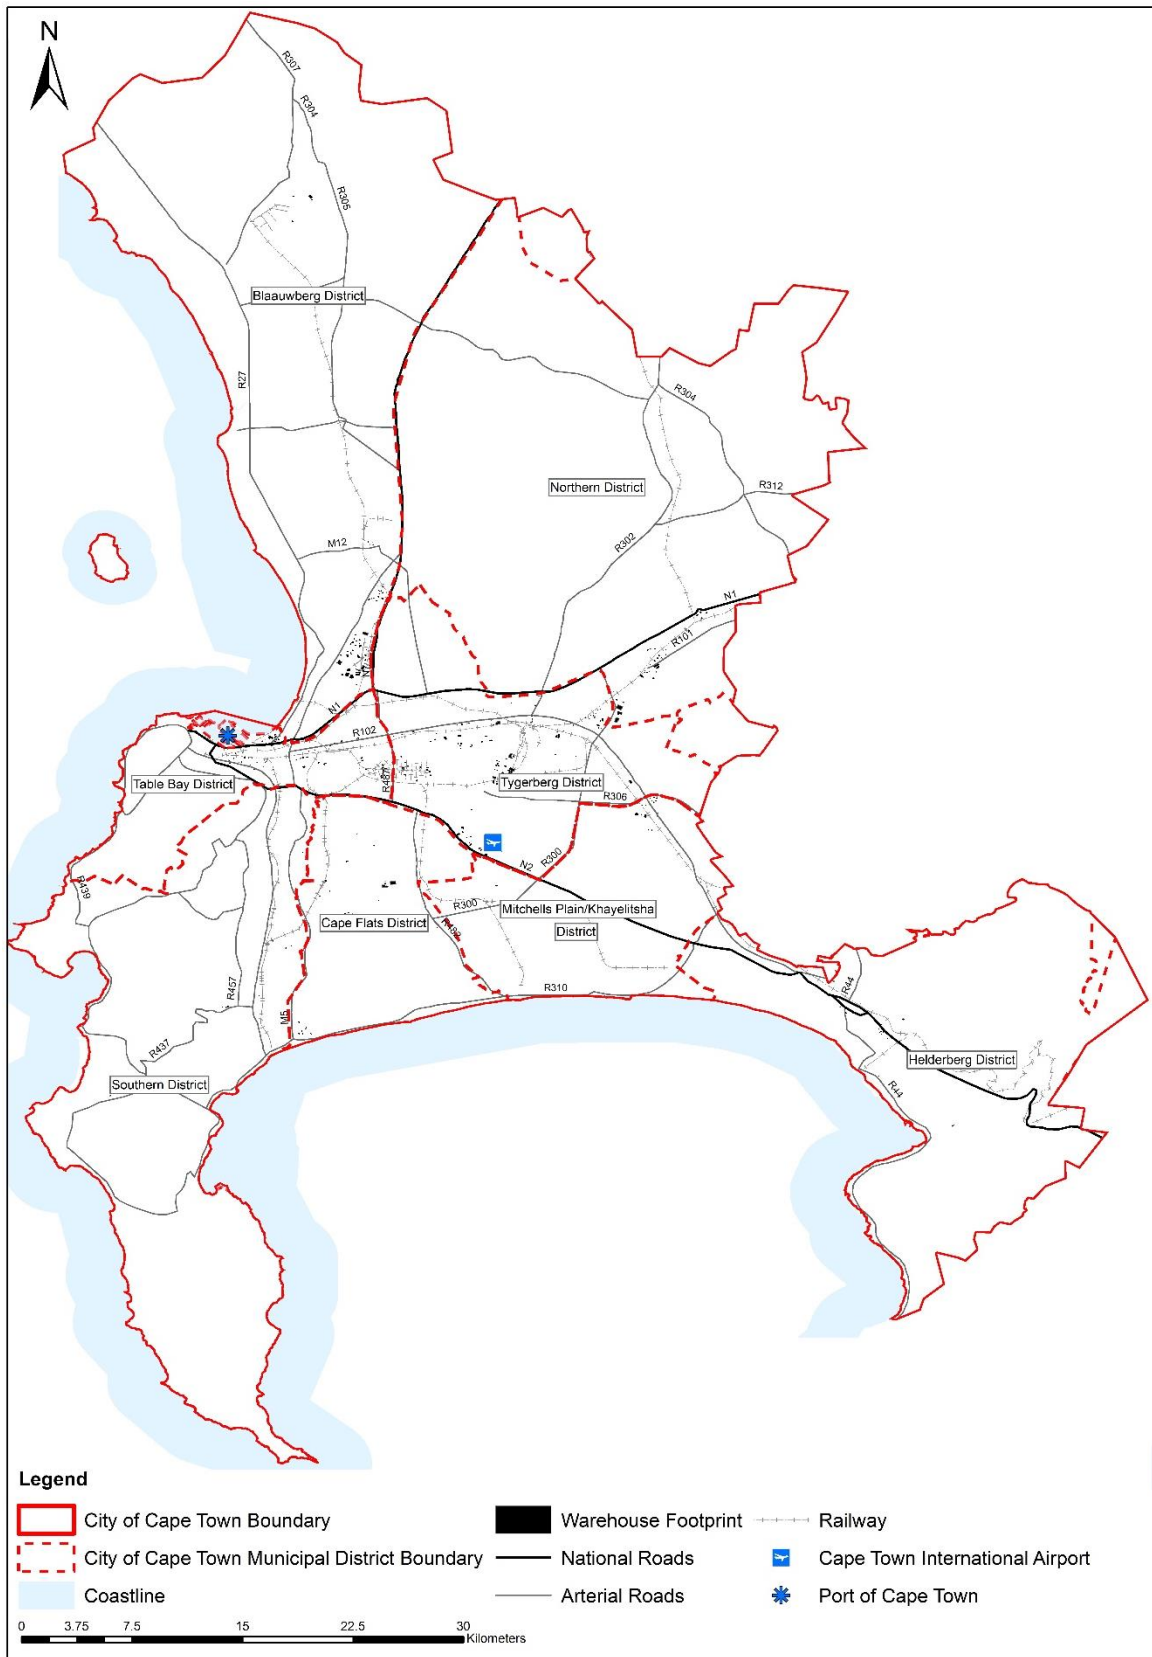 N
R307
R304
R305
Blaauwberg District
R27
R304
Northern District
R312
R302
M12
N1
R101
N7
N1
R102
Table Bay District
R487
Tygerberg District
R306
N2
R300
R439
Cape Flats District
R300
Mitchells Plain/Khayelitsha
District
R457
R310
R44
M5
R437
Southern District
Helderberg District
R44
Legend
City of Cape Town Boundary
Warehouse Footprint
Railway
City of Cape Town Municipal District Boundary
National Roads
Cape Town International Airport
Coastline
Arterial Roads
Port of Cape Town
0 3.75 7.5 15 22.5 30
Kilometers